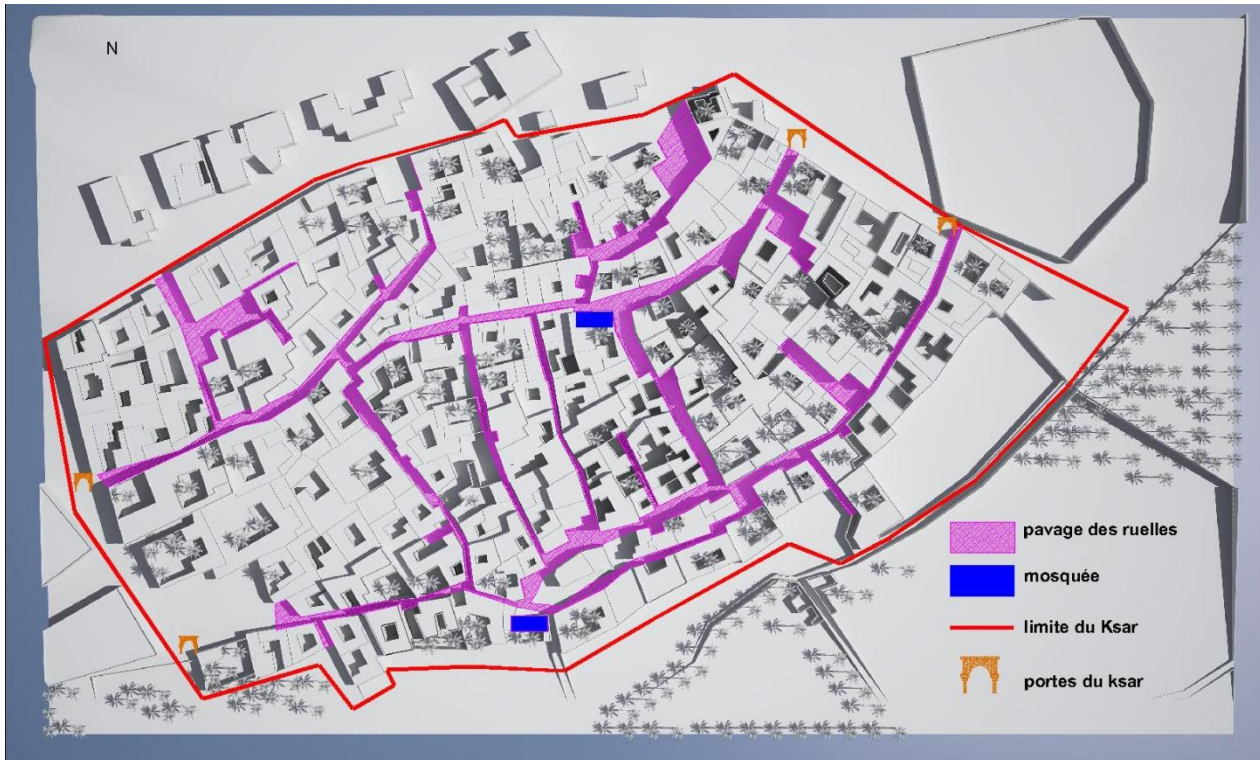 N
pavage des ruelles
mosquée
limite du Ksar
portes du ksar